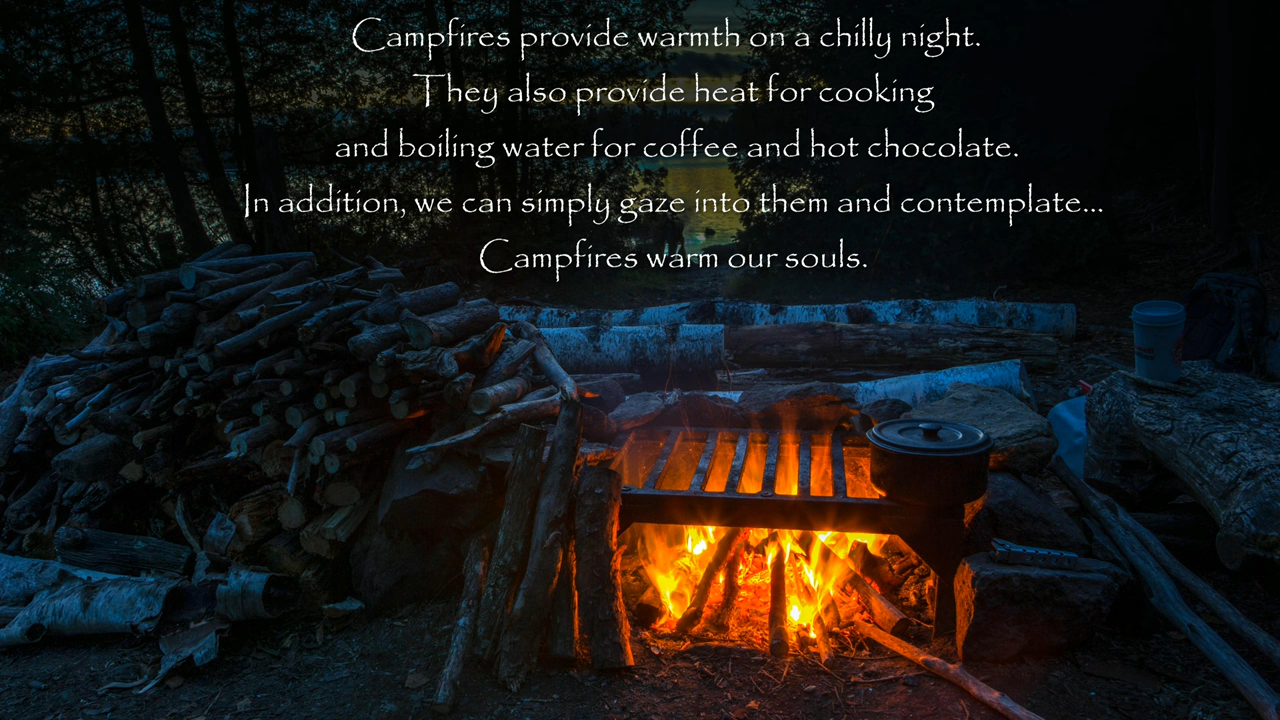 Campfires provide warmth on a chilly night.
They also provide heat for cooking
and boiling water for coffee and hot chocolate.
In addition, we can simply gaze into them and contemplate...
Campfires warm our souls.